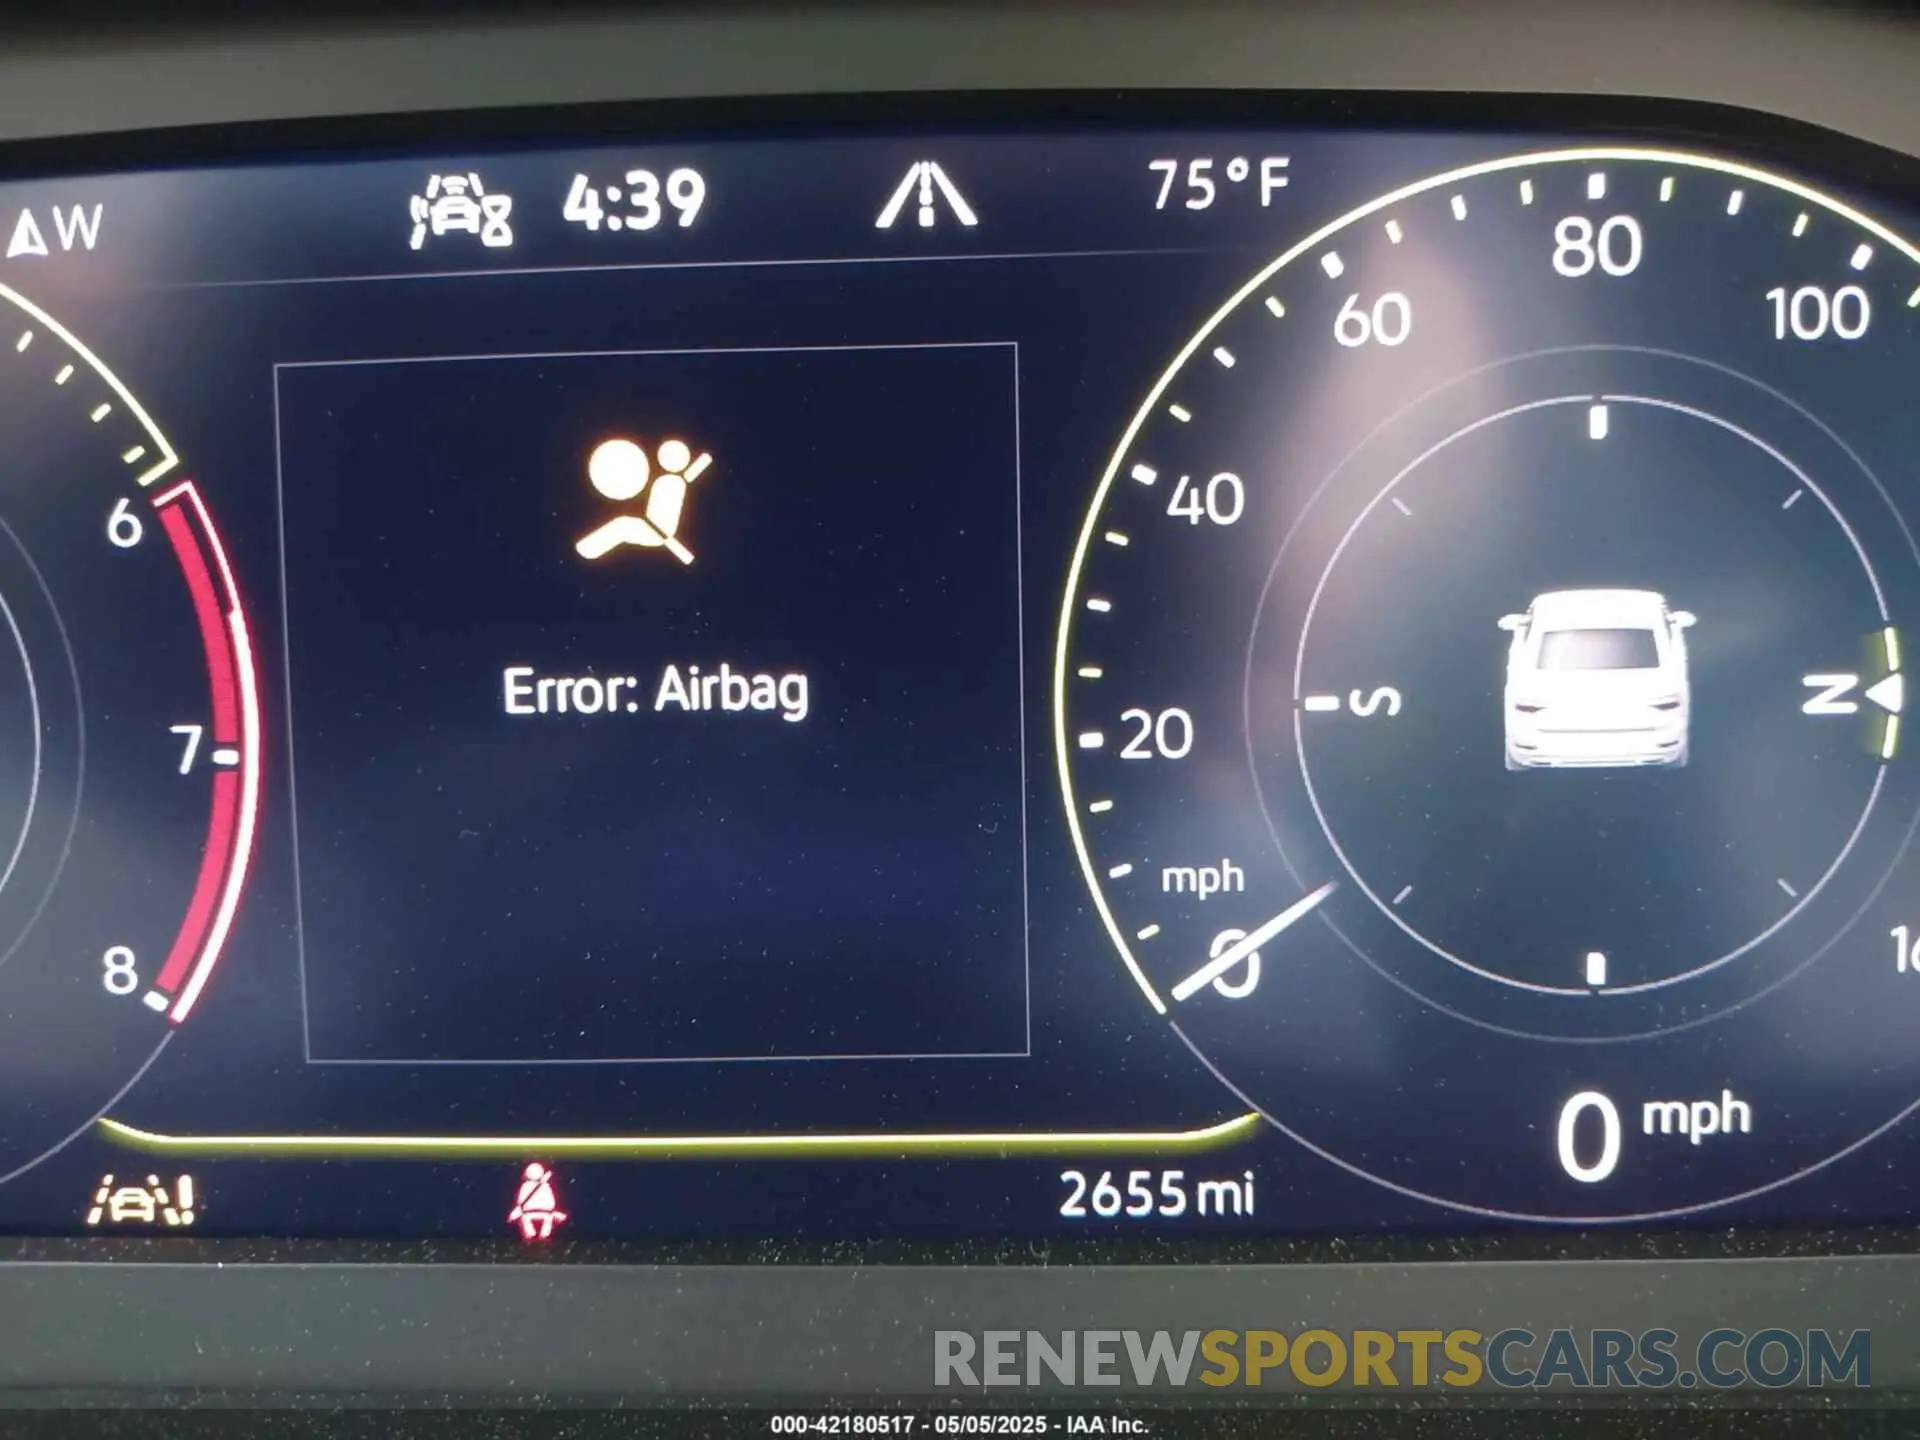 W
4:39
75°F
6
7
8
Error: Airbag
0
20
40
60
80
100
mph
S
N
0 mph
2655 mi
RENEWSPORTSCARS.COM
000-42180517 - 05/05/2025 - IAA Inc.